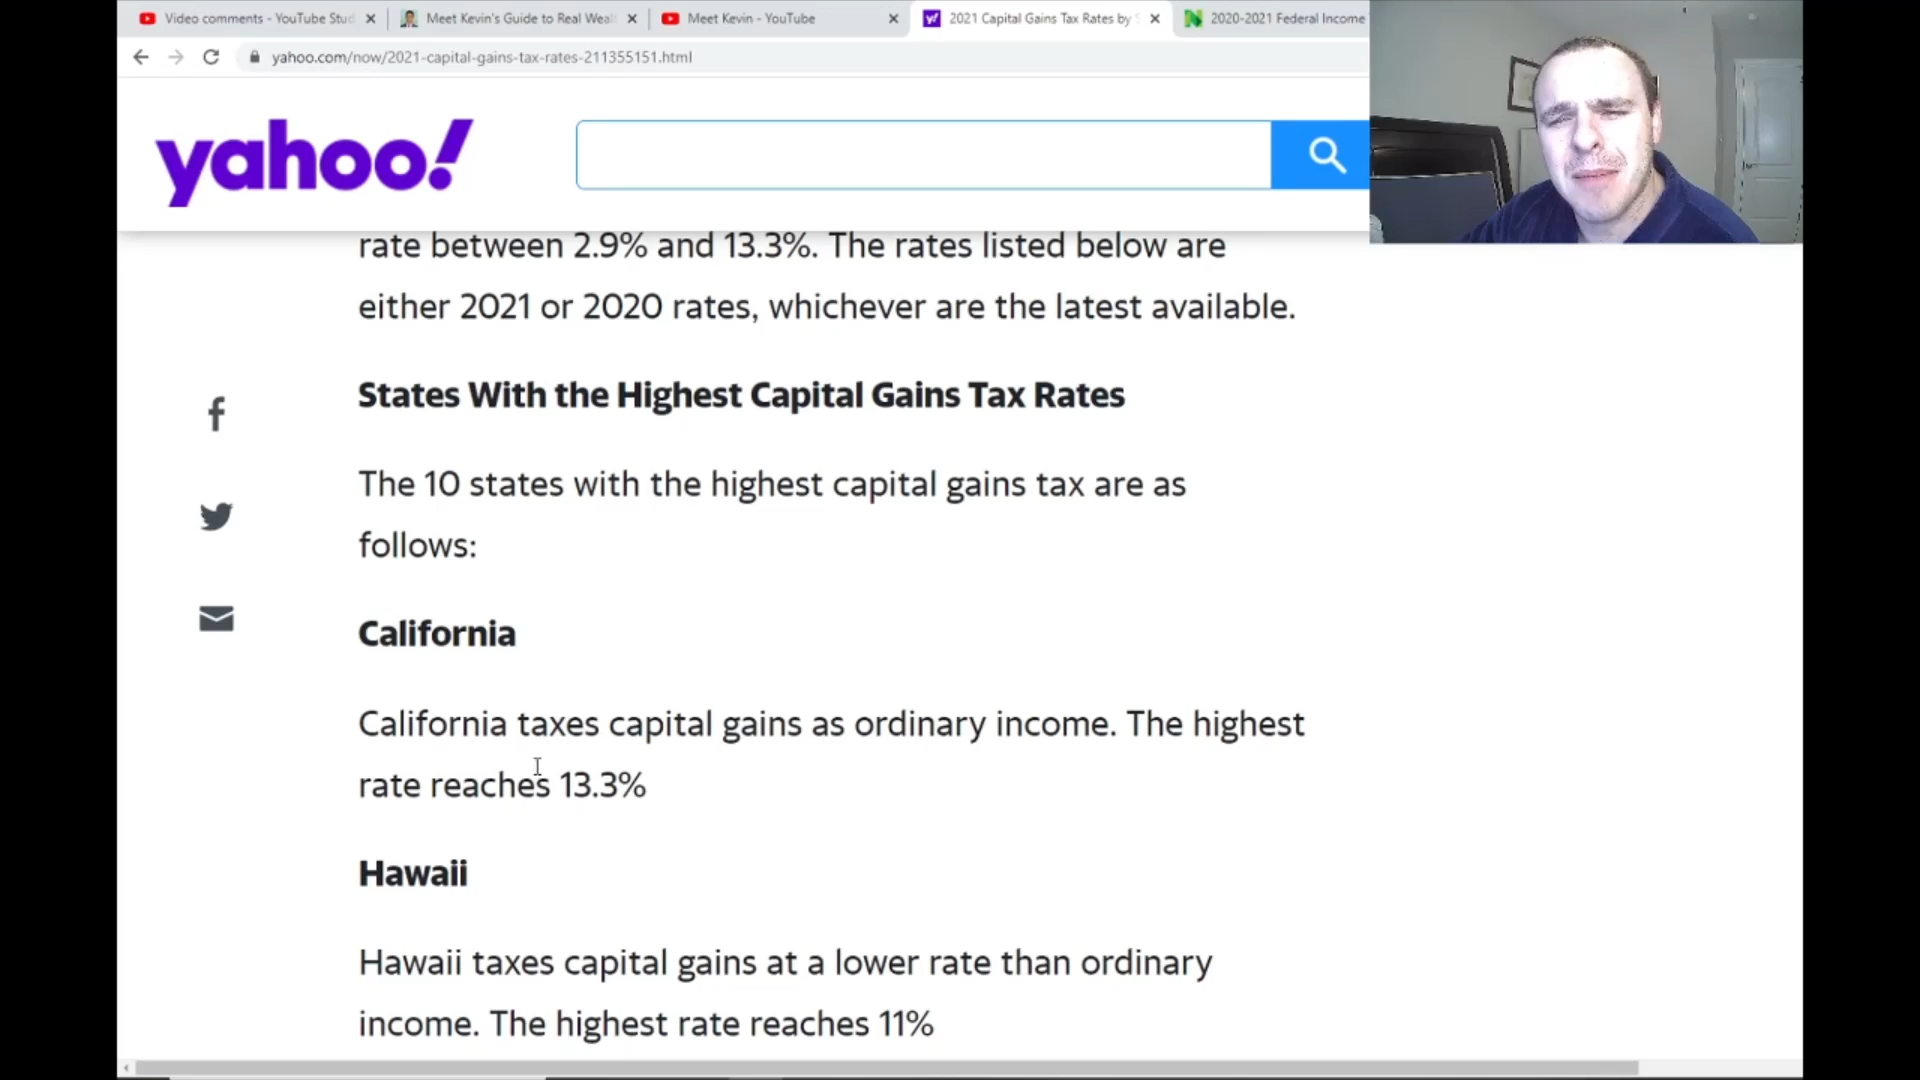 Video comments - YouTube Stud
Meet Kevin's Guide to Real Weal
Meet Kevin - YouTube
2021 Capital Gains Tax Rates by S
2020-2021 Federal Income
yahoo.com/now/2021-capital-gains-tax-rates-211355151.html
yahoo!
rate between 2.9% and 13.3%. The rates listed below are
either 2021 or 2020 rates, whichever are the latest available.
States With the Highest Capital Gains Tax Rates
The 10 states with the highest capital gains tax are as
follows:
California
California taxes capital gains as ordinary income. The highest
rate reaches 13.3%
Hawaii
Hawaii taxes capital gains at a lower rate than ordinary
income. The highest rate reaches 11%